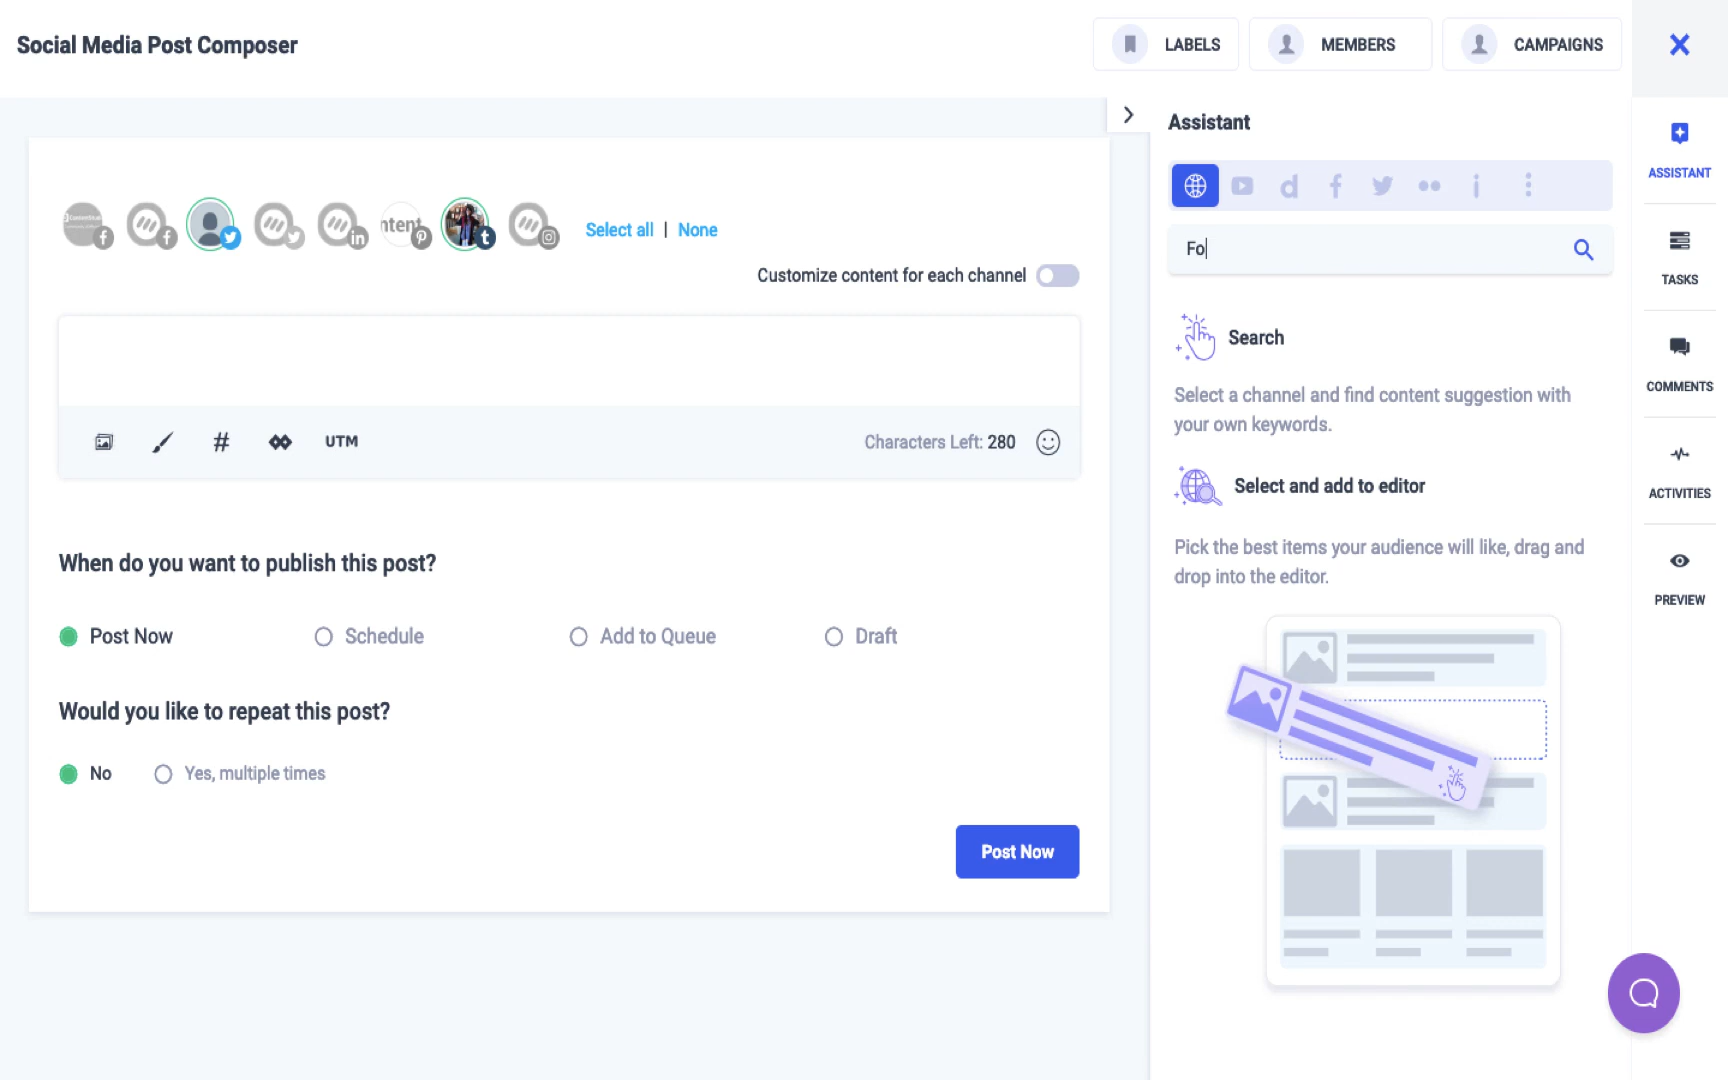 Social Media Post Composer
LABELS
MEMBERS
CAMPAIGNS
Assistant
ASSISTANT
Select all | None
Fo
Customize content for each channel
TASKS
Search
Select a channel and find content suggestion with
your own keywords.
COMMENTS
UTM
Characters Left: 280
Select and add to editor
ACTIVITIES
Pick the best items your audience will like, drag and
drop into the editor.
PREVIEW
When do you want to publish this post?
Post Now
Schedule
Add to Queue
Draft
Would you like to repeat this post?
No
Yes, multiple times
Post Now